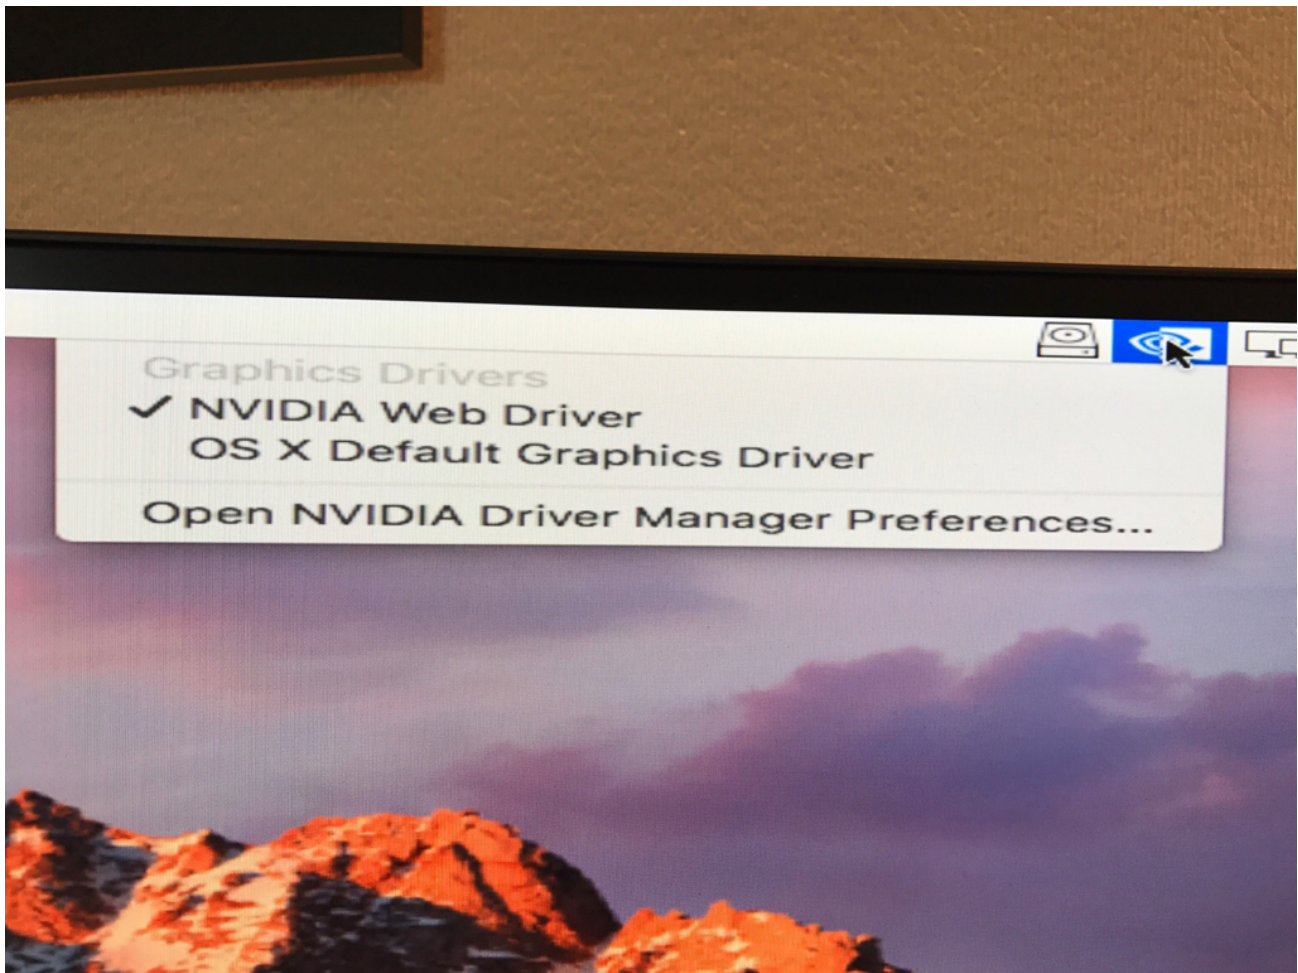 Graphics Drivers
✓ NVIDIA Web Driver
OS X Default Graphics Driver
Open NVIDIA Driver Manager Preferences...